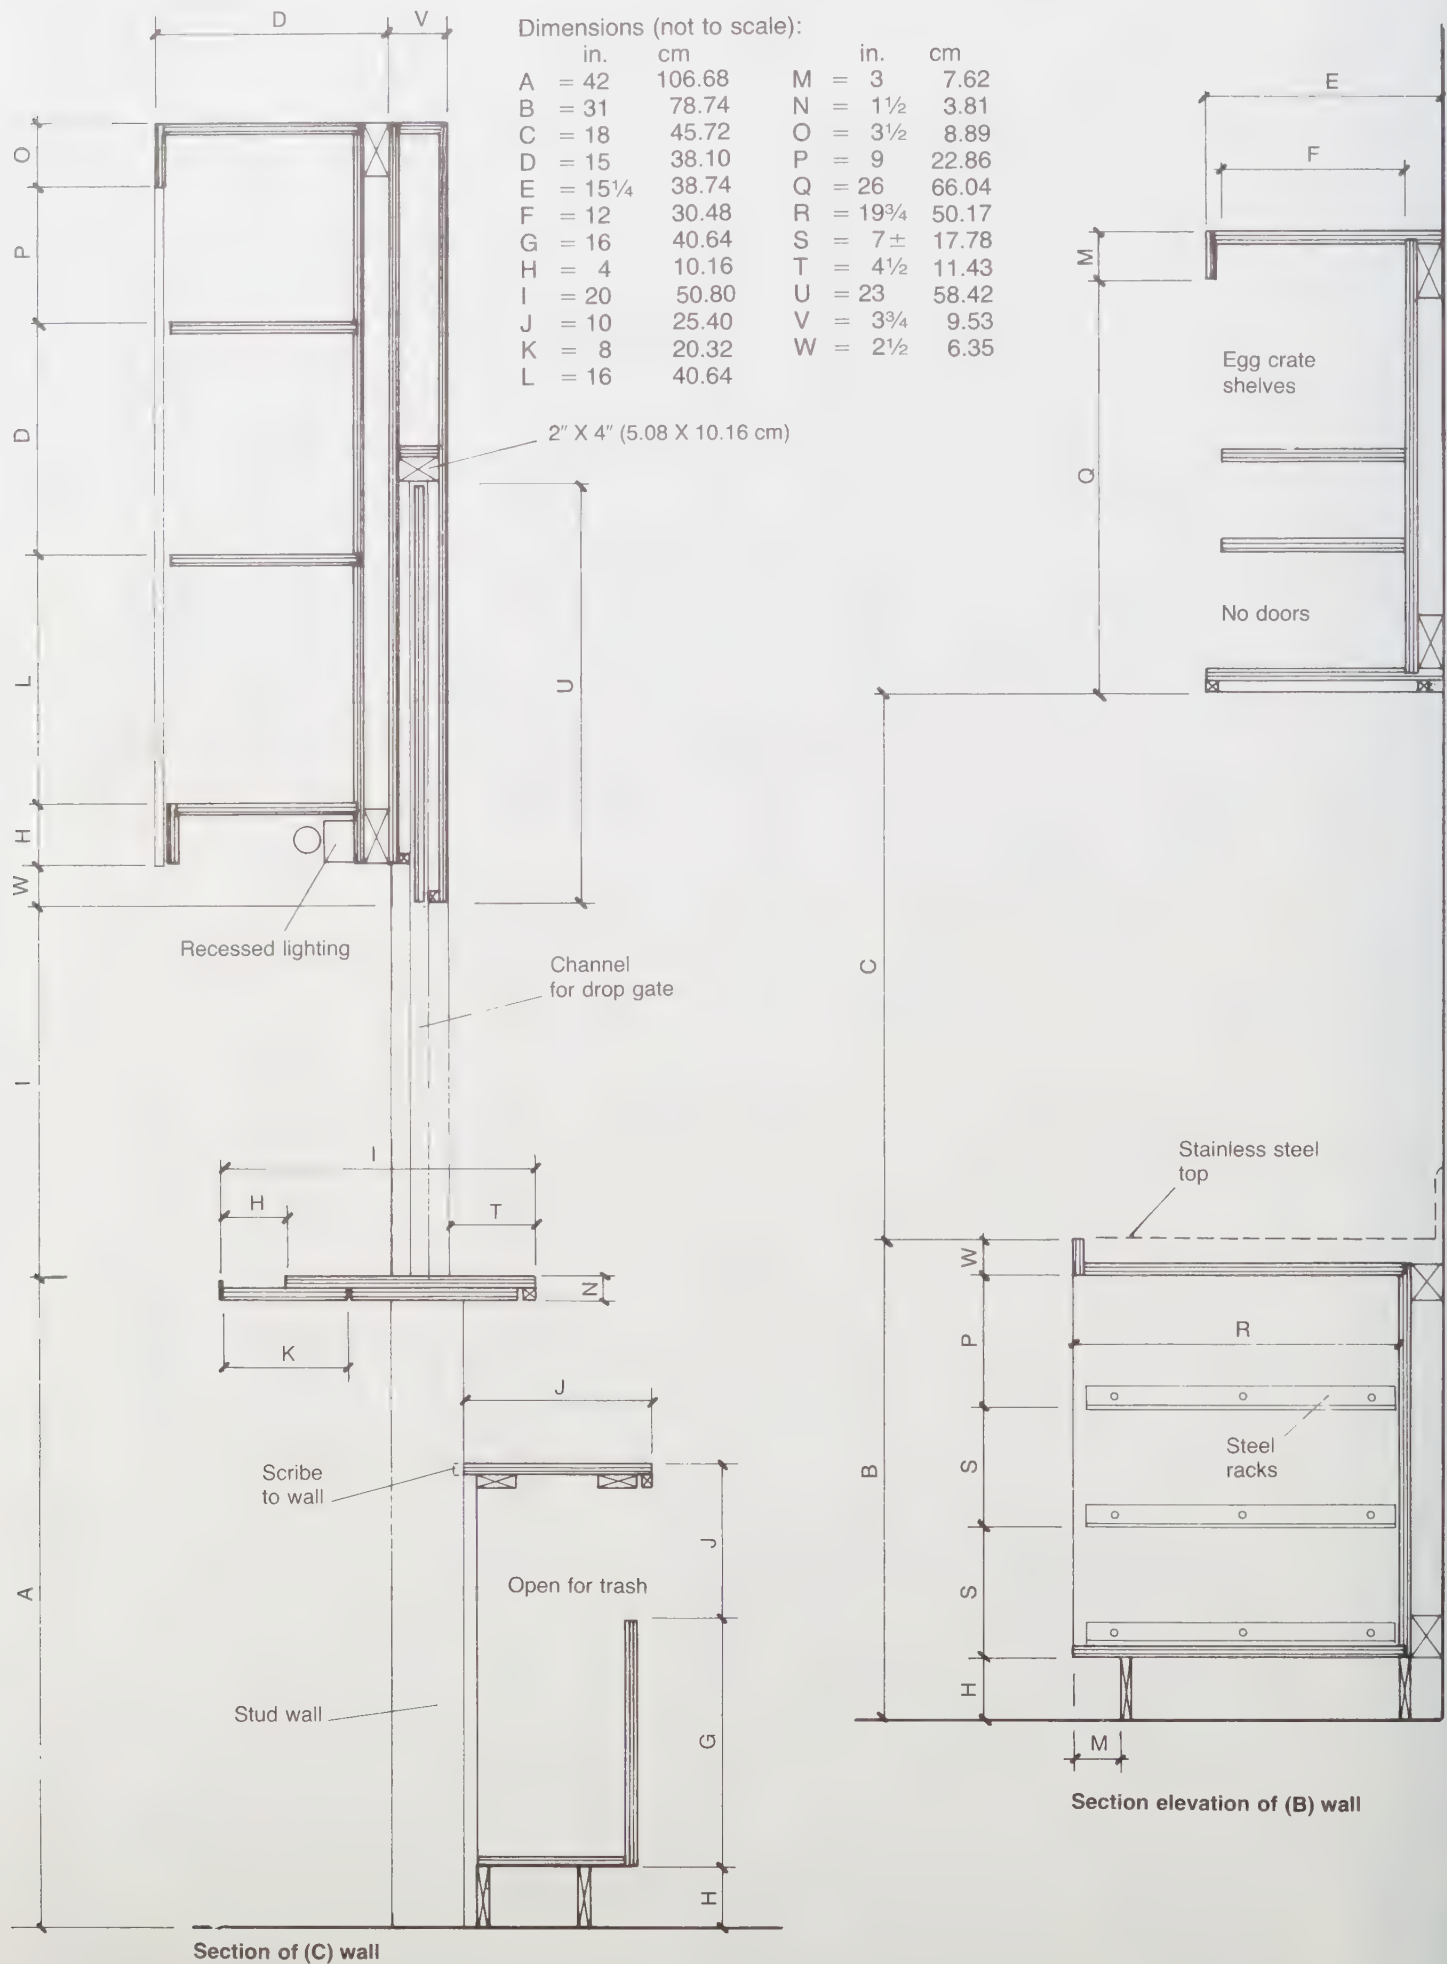 D
V
Dimensions (not to scale):
in. cm in. cm
A = 42 106.68 M = 3 7.62
B = 31 78.74 N = 1½ 3.81
C = 18 45.72 O = 3½ 8.89
D = 15 38.10 P = 9 22.86
E = 15¼ 38.74 Q = 26 66.04
F = 12 30.48 R = 19¾ 50.17
G = 16 40.64 S = 7± 17.78
H = 4 10.16 T = 4½ 11.43
I = 20 50.80 U = 23 58.42
J = 10 25.40 V = 3¾ 9.53
K = 8 20.32 W = 2½ 6.35
L = 16 40.64
O
P
D
L
H
W
I
A
2" X 4" (5.08 X 10.16 cm)
U
Recessed lighting
Channel
for drop gate
I
H
T
N
K
J
Scribe
to wall
J
Open for trash
Stud wall
G
H
Section of (C) wall
E
F
M
Egg crate
shelves
Q
No doors
C
Stainless steel
top
W
P
R
B
S
Steel
racks
S
H
M
Section elevation of (B) wall